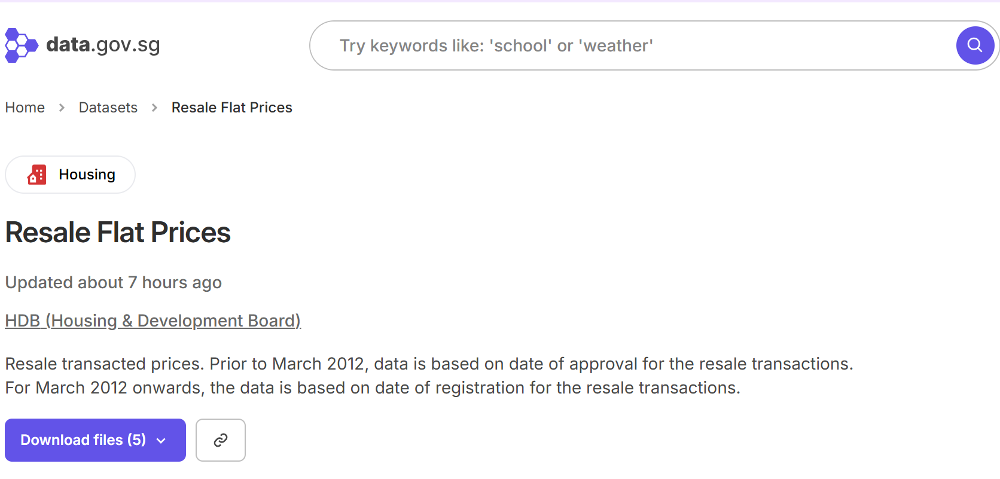 data.gov.sg
Try keywords like: 'school' or 'weather'
Home > Datasets > Resale Flat Prices
Housing
Resale Flat Prices
Updated about 7 hours ago
HDB (Housing & Development Board)
Resale transacted prices. Prior to March 2012, data is based on date of approval for the resale transactions.
For March 2012 onwards, the data is based on date of registration for the resale transactions.
Download files (5)